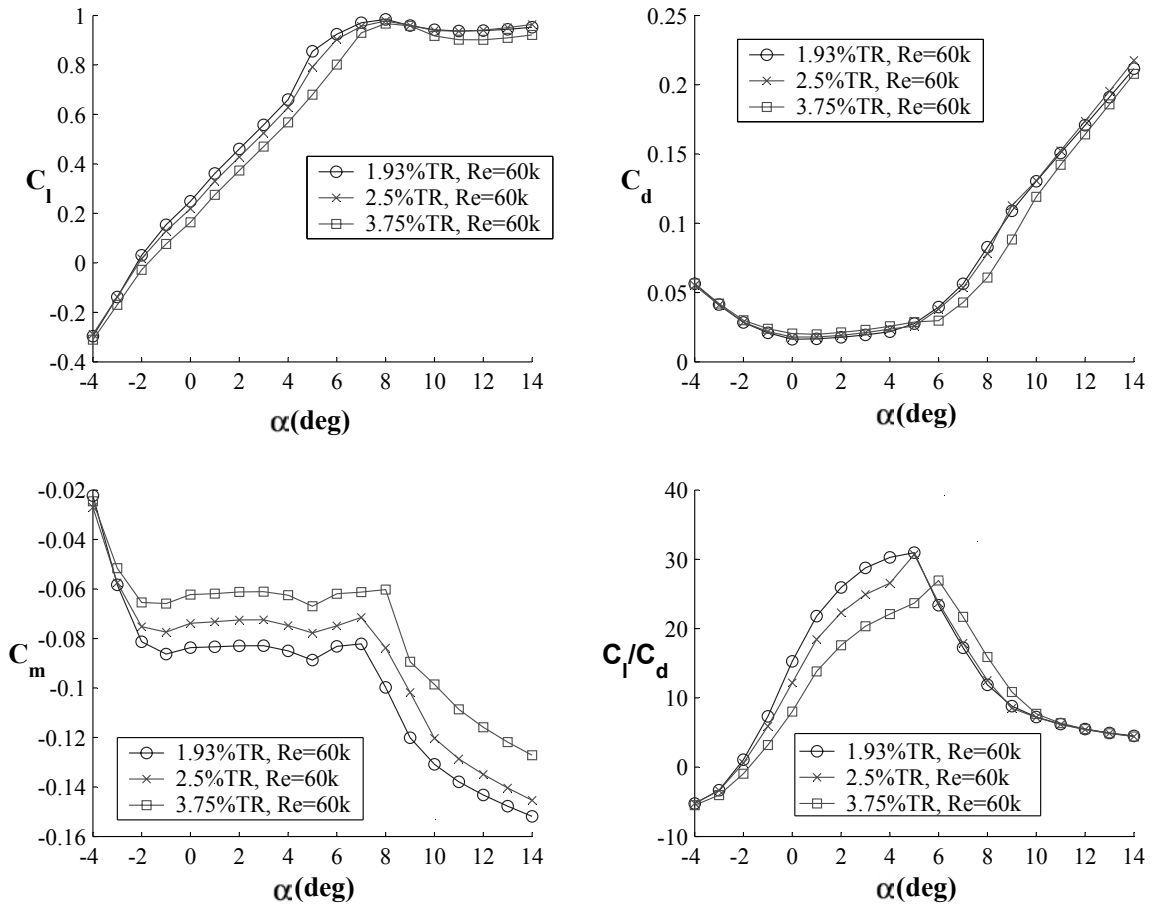 1
0.8
0.6
0.4
0.2
0
-0.2
-0.4
C_l
-4 -2 0 2 4 6 8 10 12 14
α(deg)
1.93%TR, Re=60k
2.5%TR, Re=60k
3.75%TR, Re=60k
0.25
0.2
0.15
0.1
0.05
0
C_d
-4 -2 0 2 4 6 8 10 12 14
α(deg)
1.93%TR, Re=60k
2.5%TR, Re=60k
3.75%TR, Re=60k
-0.02
-0.04
-0.06
-0.08
-0.1
-0.12
-0.14
-0.16
C_m
-4 -2 0 2 4 6 8 10 12 14
α(deg)
1.93%TR, Re=60k
2.5%TR, Re=60k
3.75%TR, Re=60k
40
30
20
10
0
-10
C_l/C_d
-4 -2 0 2 4 6 8 10 12 14
α(deg)
1.93%TR, Re=60k
2.5%TR, Re=60k
3.75%TR, Re=60k